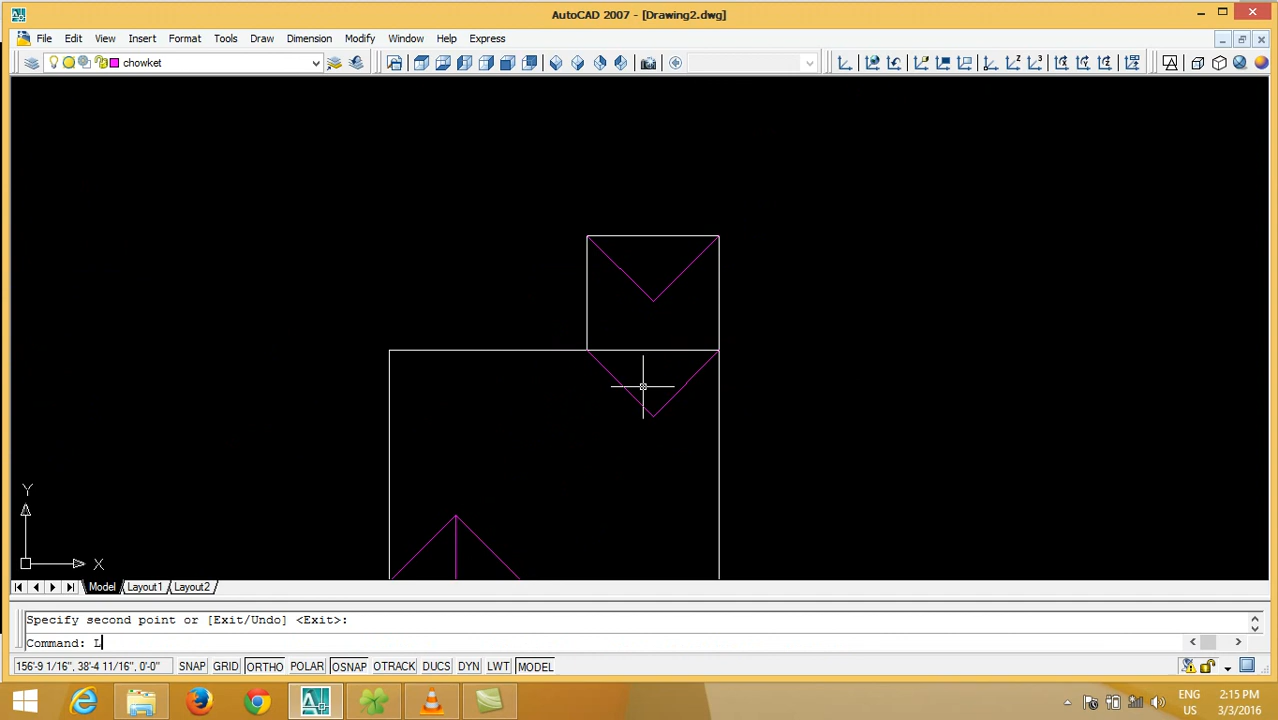 AutoCAD 2007 - [Drawing2.dwg]
File Edit View Insert Format Tools Draw Dimension Modify Window Help Express
chowket
Y
X
Model Layout1 Layout2
Specify second point or [Exit/Undo] <Exit>:
Command: L
156'-9 1/16", 38'-4 11/16", 0'-0" SNAP GRID ORTHO POLAR OSNAP OTRACK DUCS DYN LWT MODEL
ENG 2:15 PM
US 3/3/2016